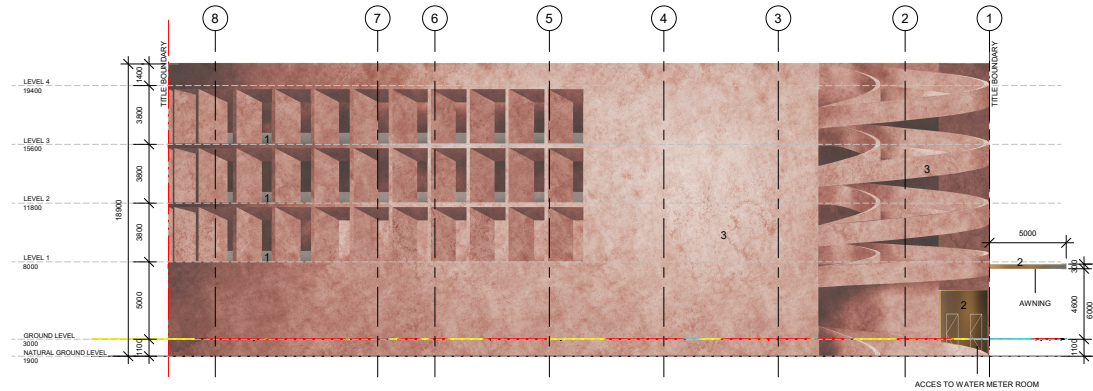 8 7 6 5 4 3 2 1
TITLE BOUNDARY
TITLE BOUNDARY
LEVEL 4
19400
1400
3800
LEVEL 3
15600
1
3800
LEVEL 2
11800
1
3
18900
3800
3
5000
LEVEL 1
8000
1
2
300
5000
2
AWNING
4600
6000
GROUND LEVEL
3000
1100
NATURAL GROUND LEVEL
1900
1100
ACCES TO WATER METER ROOM